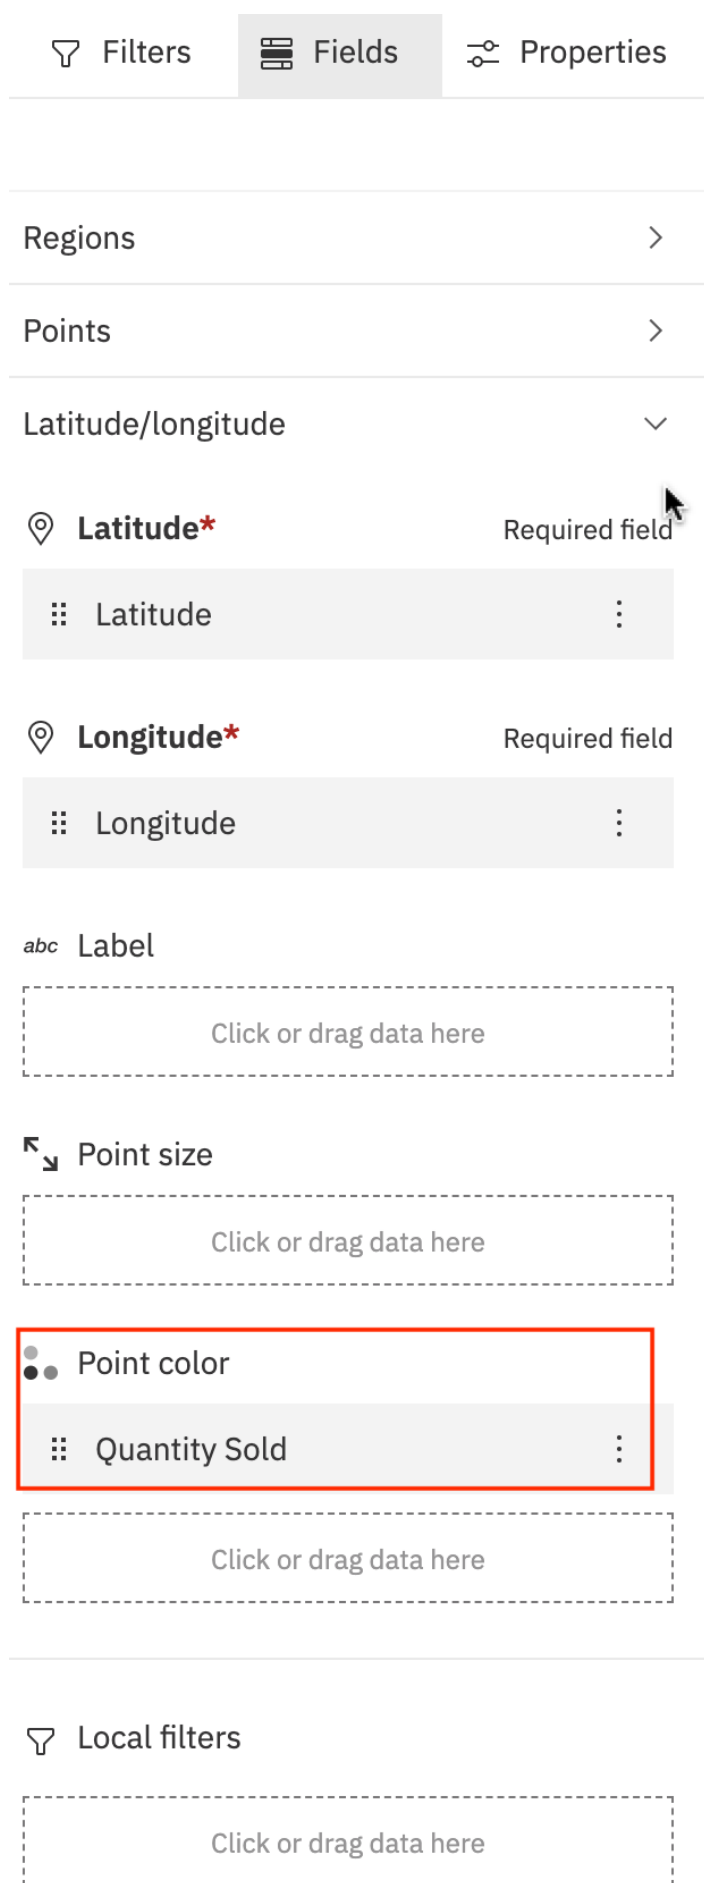 Filters Fields Properties
Regions
Points
Latitude/longitude
Latitude* Required field
Latitude
Longitude* Required field
Longitude
abc Label
Click or drag data here
Point size
Click or drag data here
Point color
Quantity Sold
Click or drag data here
Local filters
Click or drag data here